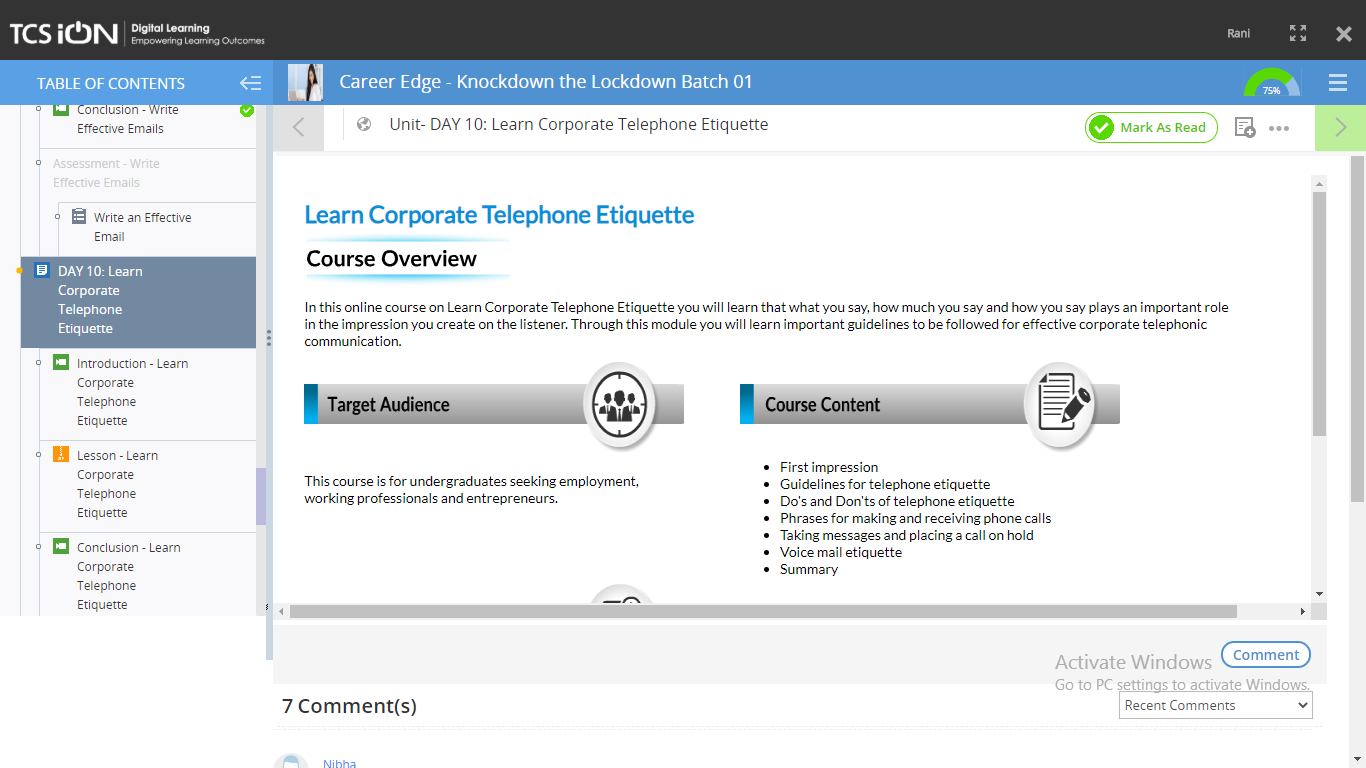 TCS iON
Digital Learning
Empowering Learning Outcomes
Rani
TABLE OF CONTENTS
Career Edge - Knockdown the Lockdown Batch 01
75%
Conclusion - Write
Effective Emails
Assessment - Write
Effective Emails
Write an Effective
Email
DAY 10: Learn
Corporate
Telephone
Etiquette
Introduction - Learn
Corporate
Telephone
Etiquette
Lesson - Learn
Corporate
Telephone
Etiquette
Conclusion - Learn
Corporate
Telephone
Etiquette
Unit- DAY 10: Learn Corporate Telephone Etiquette
Mark As Read
Learn Corporate Telephone Etiquette
Course Overview
In this online course on Learn Corporate Telephone Etiquette you will learn that what you say, how much you say and how you say plays an important role
in the impression you create on the listener. Through this module you will learn important guidelines to be followed for effective corporate telephonic
communication.
Target Audience
This course is for undergraduates seeking employment,
working professionals and entrepreneurs.
Course Content
• First impression
• Guidelines for telephone etiquette
• Do's and Don'ts of telephone etiquette
• Phrases for making and receiving phone calls
• Taking messages and placing a call on hold
• Voice mail etiquette
• Summary
Comment
Activate Windows
Go to PC settings to activate Windows.
7 Comment(s)
Recent Comments
Nibha